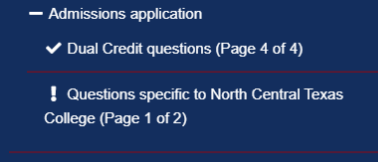 Admissions application
Dual Credit questions (Page 4 of 4)
Questions specific to North Central Texas
College (Page 1 of 2)